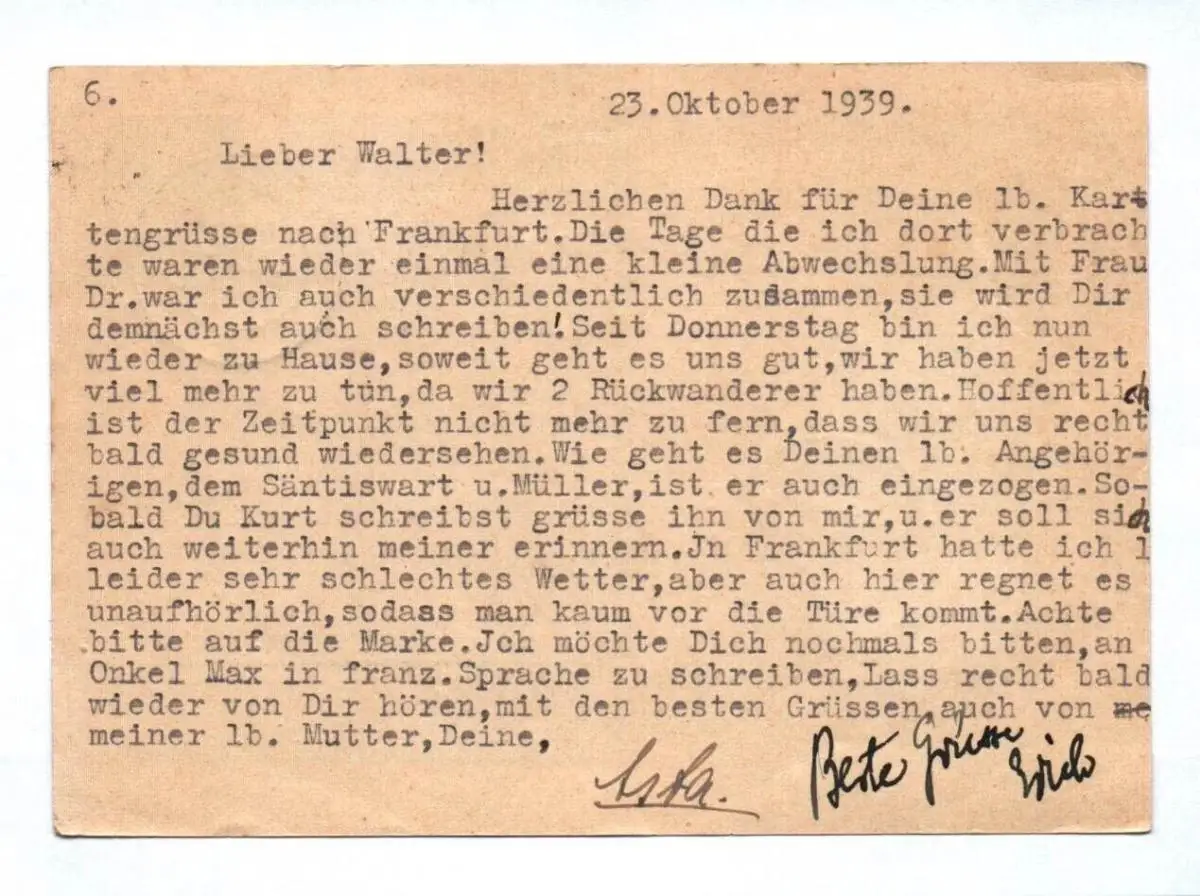 6.
23.Oktober 1939.
Lieber Walter!
Herzlichen Dank für Deine lb. Kart
tengrüsse nach Frankfurt.Die Tage die ich dort verbrach
te waren wieder einmal eine kleine Abwechslung.Mit Frau
Dr.war ich auch verschiedentlich zusammen,sie wird Dir
demnächst auch schreiben!Seit Donnerstag bin ich nun
wieder zu Hause,soweit geht es uns gut,wir haben jetzt
viel mehr zu tun,da wir 2 Rückwanderer haben.Hoffentlich
ist der Zeitpunkt nicht mehr zu fern,dass wir uns recht
bald gesund wiedersehen.Wie geht es Deinen lb. Angehör-
igen,dem Säntiswart u.Müller,ist er auch eingezogen.So-
bald Du Kurt schreibst grüsse ihn von mir,u.er soll sich
auch weiterhin meiner erinnern.Jn Frankfurt hatte ich l
leider sehr schlechtes Wetter,aber auch hier regnet es
unaufhörlich,sodass man kaum vor die Türe kommt.Achte
bitte auf die Marke.Jch möchte Dich nochmals bitten,an
Onkel Max in franz.Sprache zu schreiben,Lass recht bald
wieder von Dir hören,mit den besten Grüssen,auch von me
meiner lb. Mutter,Deine,
Asta.
Beste Grüsse
Erich